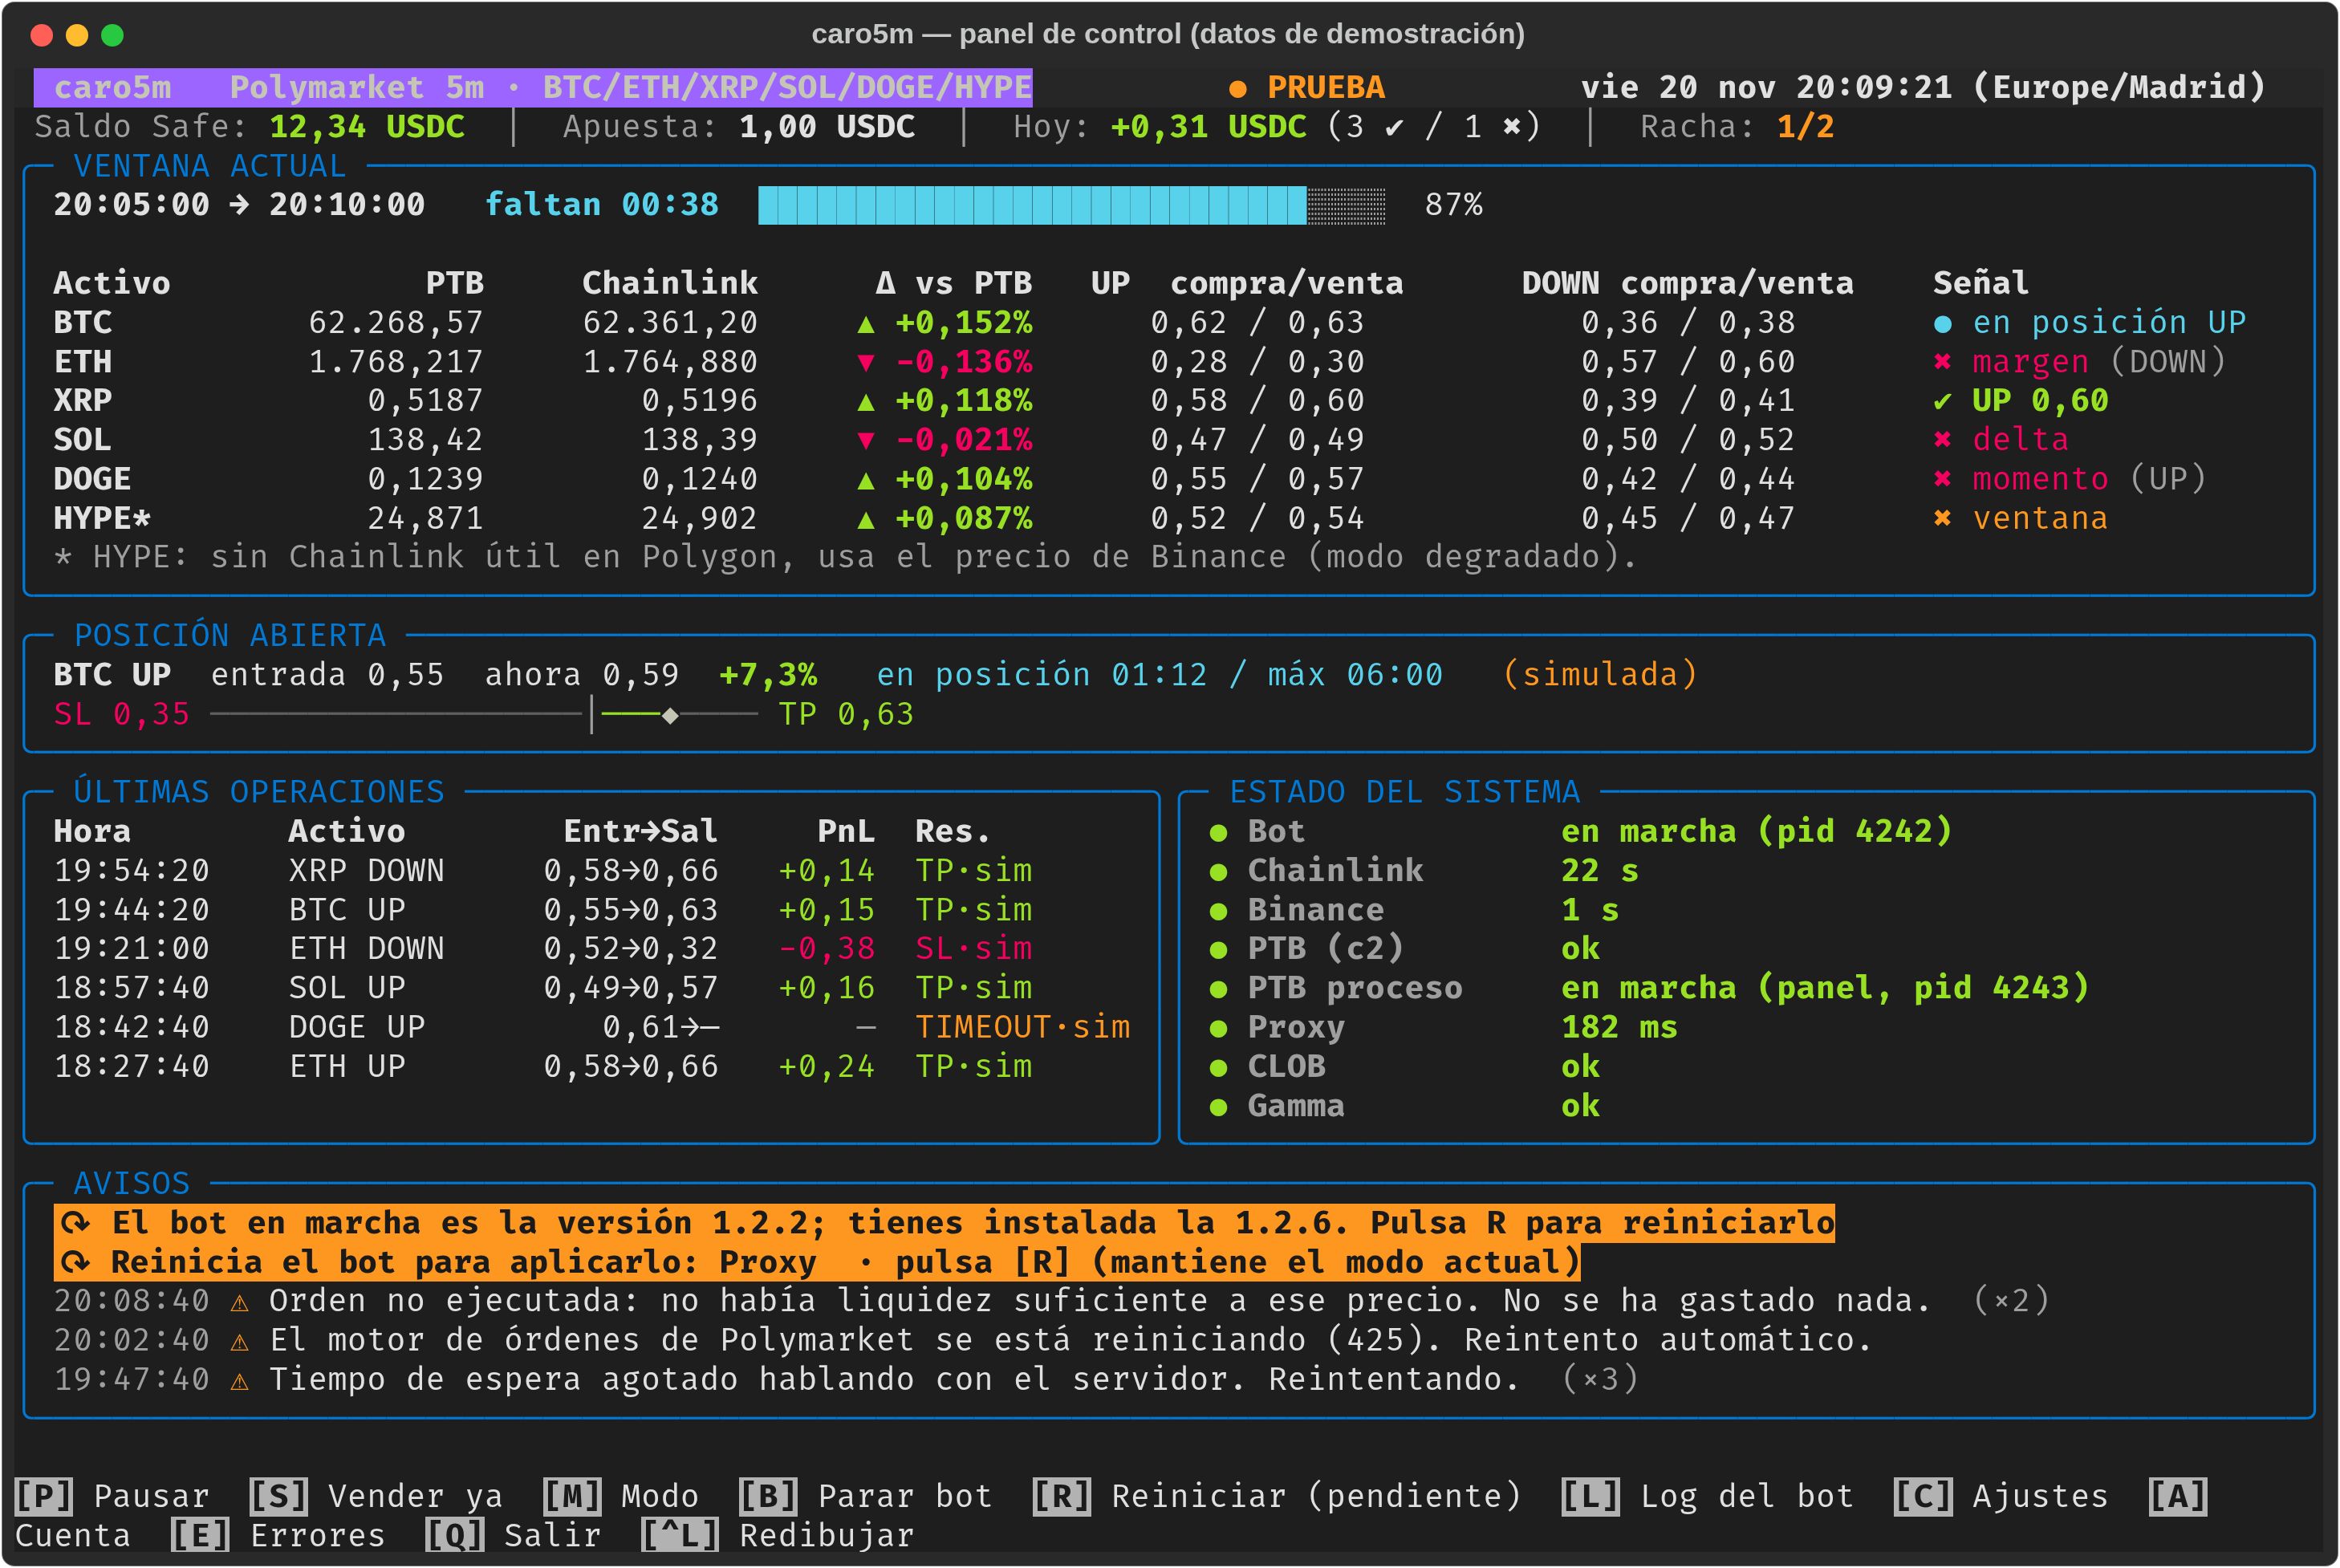 caro5m — panel de control (datos de demostración)
caro5m   Polymarket 5m · BTC/ETH/XRP/SOL/DOGE/HYPE   ● PRUEBA   vie 20 nov 20:09:21 (Europe/Madrid)
Saldo Safe: 12,34 USDC │ Apuesta: 1,00 USDC │ Hoy: +0,31 USDC (3 ✔ / 1 ✖) │ Racha: 1/2
VENTANA ACTUAL
20:05:00 → 20:10:00   faltan 00:38   87%
Activo   PTB   Chainlink   Δ vs PTB   UP  compra/venta   DOWN compra/venta   Señal
BTC   62.268,57   62.361,20   ▲ +0,152%   0,62 / 0,63   0,36 / 0,38   ● en posición UP
ETH   1.768,217   1.764,880   ▼ -0,136%   0,28 / 0,30   0,57 / 0,60   ✖ margen (DOWN)
XRP   0,5187   0,5196   ▲ +0,118%   0,58 / 0,60   0,39 / 0,41   ✔ UP 0,60
SOL   138,42   138,39   ▼ -0,021%   0,47 / 0,49   0,50 / 0,52   ✖ delta
DOGE   0,1239   0,1240   ▲ +0,104%   0,55 / 0,57   0,42 / 0,44   ✖ momento (UP)
HYPE*   24,871   24,902   ▲ +0,087%   0,52 / 0,54   0,45 / 0,47   ✖ ventana
* HYPE: sin Chainlink útil en Polygon, usa el precio de Binance (modo degradado).
POSICIÓN ABIERTA
BTC UP  entrada 0,55  ahora 0,59  +7,3%   en posición 01:12 / máx 06:00   (simulada)
SL 0,35   TP 0,63
ÚLTIMAS OPERACIONES
Hora   Activo   Entr→Sal   PnL   Res.
19:54:20   XRP DOWN   0,58→0,66   +0,14   TP·sim
19:44:20   BTC UP   0,55→0,63   +0,15   TP·sim
19:21:00   ETH DOWN   0,52→0,32   -0,38   SL·sim
18:57:40   SOL UP   0,49→0,57   +0,16   TP·sim
18:42:40   DOGE UP   0,61→—   —   TIMEOUT·sim
18:27:40   ETH UP   0,58→0,66   +0,24   TP·sim
ESTADO DEL SISTEMA
● Bot   en marcha (pid 4242)
● Chainlink   22 s
● Binance   1 s
● PTB (c2)   ok
● PTB proceso   en marcha (panel, pid 4243)
● Proxy   182 ms
● CLOB   ok
● Gamma   ok
AVISOS
⟳ El bot en marcha es la versión 1.2.2; tienes instalada la 1.2.6. Pulsa R para reiniciarlo
⟳ Reinicia el bot para aplicarlo: Proxy  · pulsa [R] (mantiene el modo actual)
20:08:40 ⚠ Orden no ejecutada: no había liquidez suficiente a ese precio. No se ha gastado nada.  (×2)
20:02:40 ⚠ El motor de órdenes de Polymarket se está reiniciando (425). Reintento automático.
19:47:40 ⚠ Tiempo de espera agotado hablando con el servidor. Reintentando.  (×3)
[P] Pausar  [S] Vender ya  [M] Modo  [B] Parar bot  [R] Reiniciar (pendiente)  [L] Log del bot  [C] Ajustes  [A]
Cuenta  [E] Errores  [Q] Salir  [^L] Redibujar